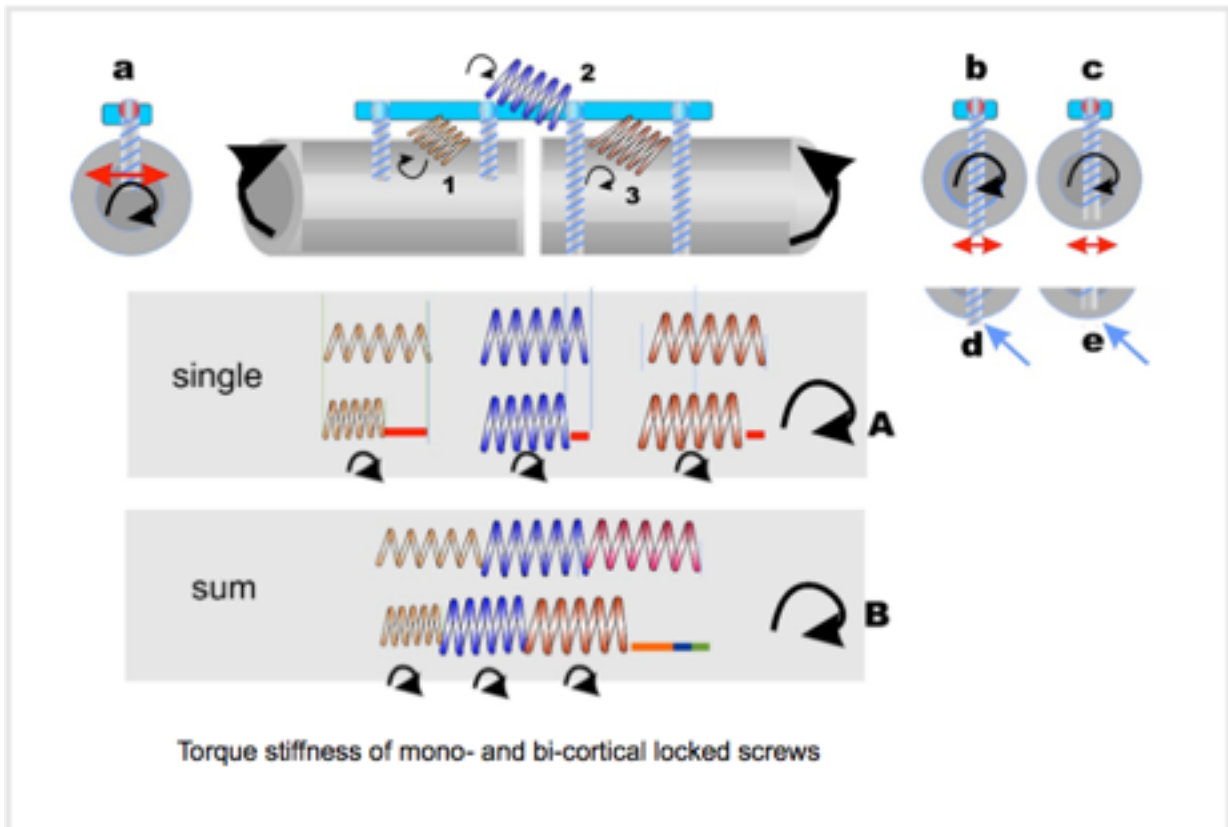 a
2
b
c
1
3
d
e
single
A
sum
B
Torque stiffness of mono- and bi-cortical locked screws